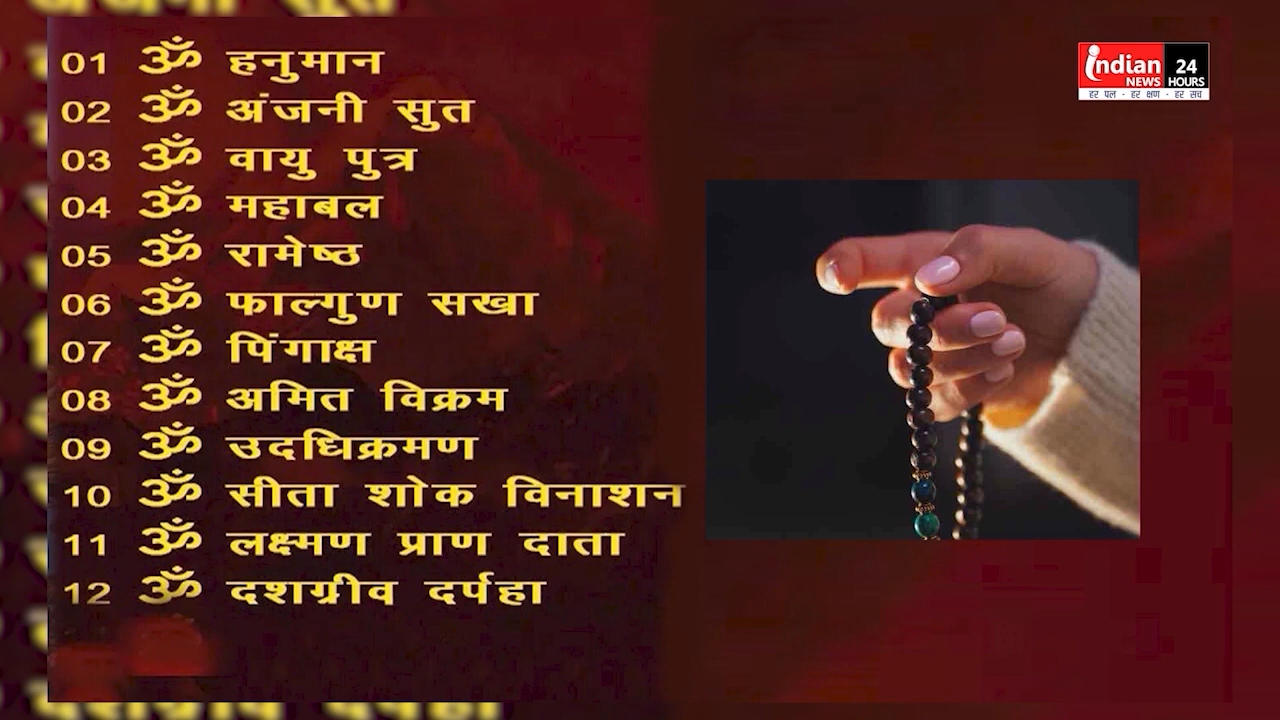 01 ॐ हनुमान
02 ॐ अंजनी सुत
03 ॐ वायु पुत्र
04 ॐ महाबल
05 ॐ रामेष्ठ
06 ॐ फाल्गुण सखा
07 ॐ पिंगाक्ष
08 ॐ अमित विक्रम
09 ॐ उदधिक्रमण
10 ॐ सीता शोक विनाशन
11 ॐ लक्ष्मण प्राण दाता
12 ॐ दशग्रीव दर्पहा
indian
NEWS
24
HOURS
हर पल - हर क्षण - हर सच